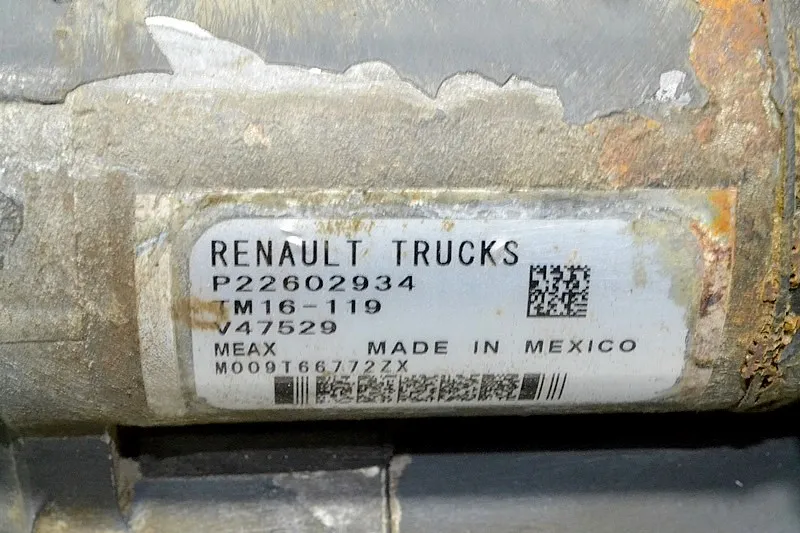 RENAULT TRUCKS
P22602934
TM16-119
V47529
MEAX MADE IN MEXICO
M009T66772ZX